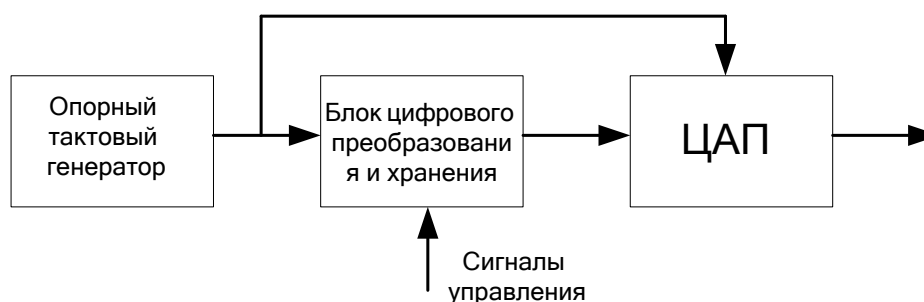 Опорный
тактовый
генератор
Блок цифрового
преобразовани
я и хранения
ЦАП
Сигналы
управления